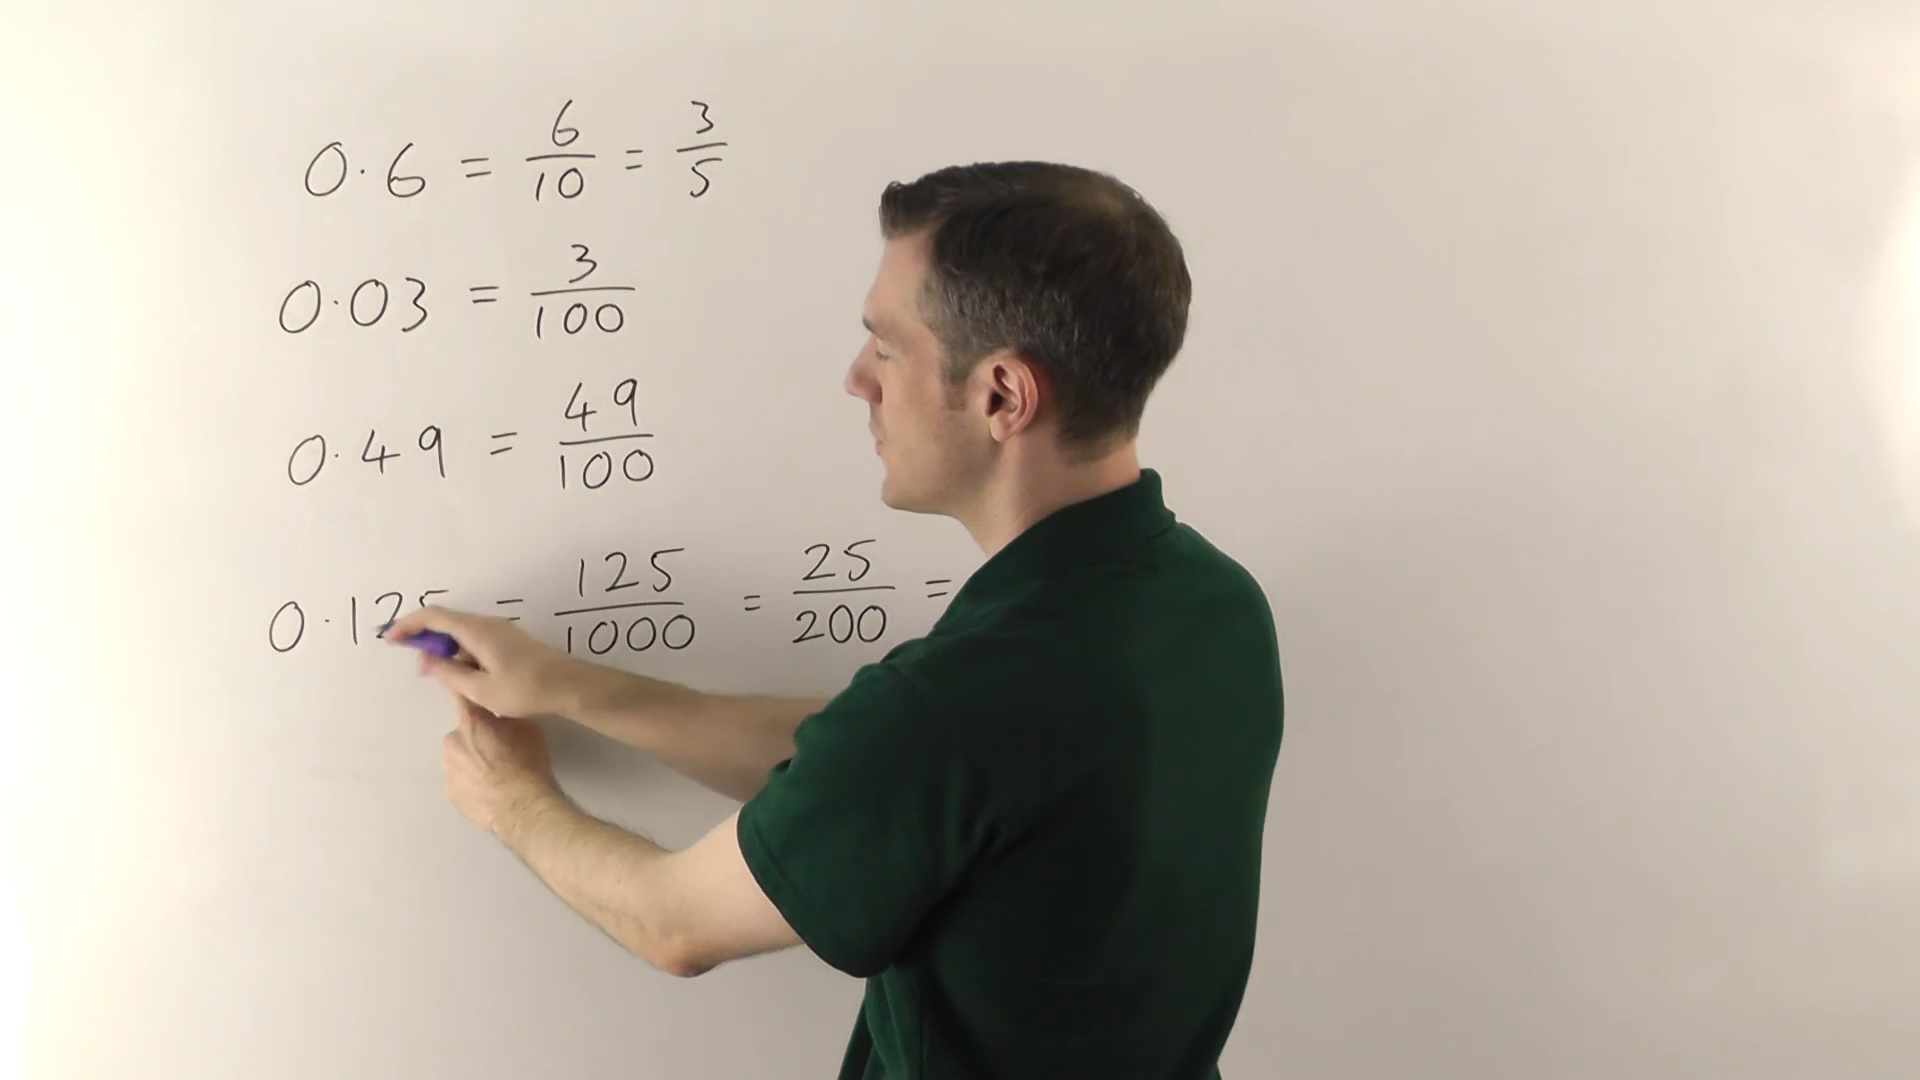 0·6 = 6/10 = 3/5
0·03 = 3/100
0·49 = 49/100
0·125 = 125/1000 = 25/200 =